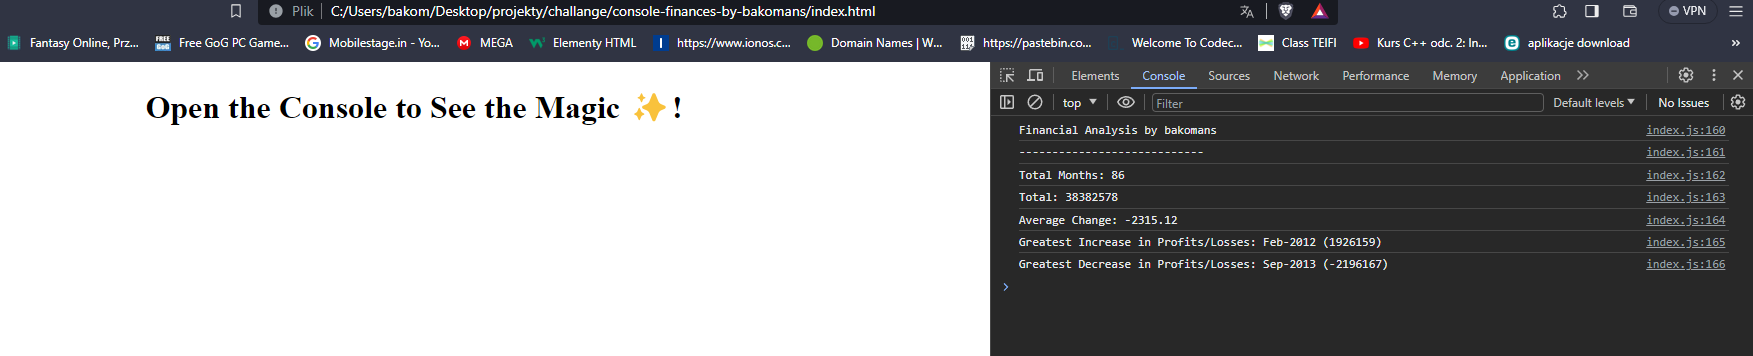 Plik C:/Users/bakom/Desktop/projekty/challange/console-finances-by-bakomans/index.html VPN
Fantasy Online, Prz... FREE GoG Free GoG PC Game... Mobilestage.in - Yo... MEGA Elementy HTML https://www.ionos.c... Domain Names | W... https://pastebin.co... Welcome To Codec... Class TEIFI Kurs C++ odc. 2: In... aplikacje download »
Open the Console to See the Magic ✨!
Elements Console Sources Network Performance Memory Application »
top Filter Default levels No Issues
Financial Analysis by bakomans index.js:160
---------------------------- index.js:161
Total Months: 86 index.js:162
Total: 38382578 index.js:163
Average Change: -2315.12 index.js:164
Greatest Increase in Profits/Losses: Feb-2012 (1926159) index.js:165
Greatest Decrease in Profits/Losses: Sep-2013 (-2196167) index.js:166